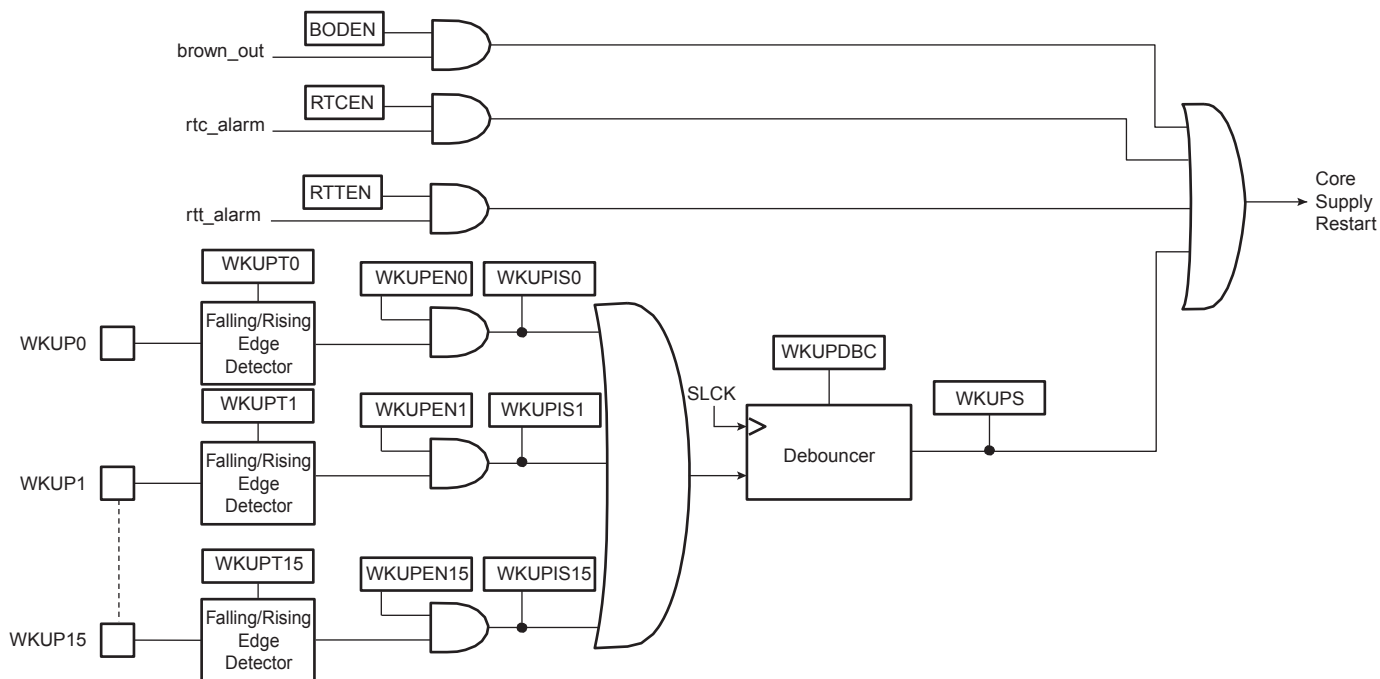 BODEN
brown_out
RTCEN
rtc_alarm
RTTEN
rtt_alarm
Core
Supply
Restart
WKUPT0
WKUPEN0
WKUPIS0
WKUP0
Falling/Rising
Edge
Detector
WKUPDBC
WKUPT1
WKUPEN1
WKUPIS1
SLCK
WKUPS
WKUP1
Falling/Rising
Edge
Detector
Debouncer
WKUPT15
WKUPEN15
WKUPIS15
WKUP15
Falling/Rising
Edge
Detector